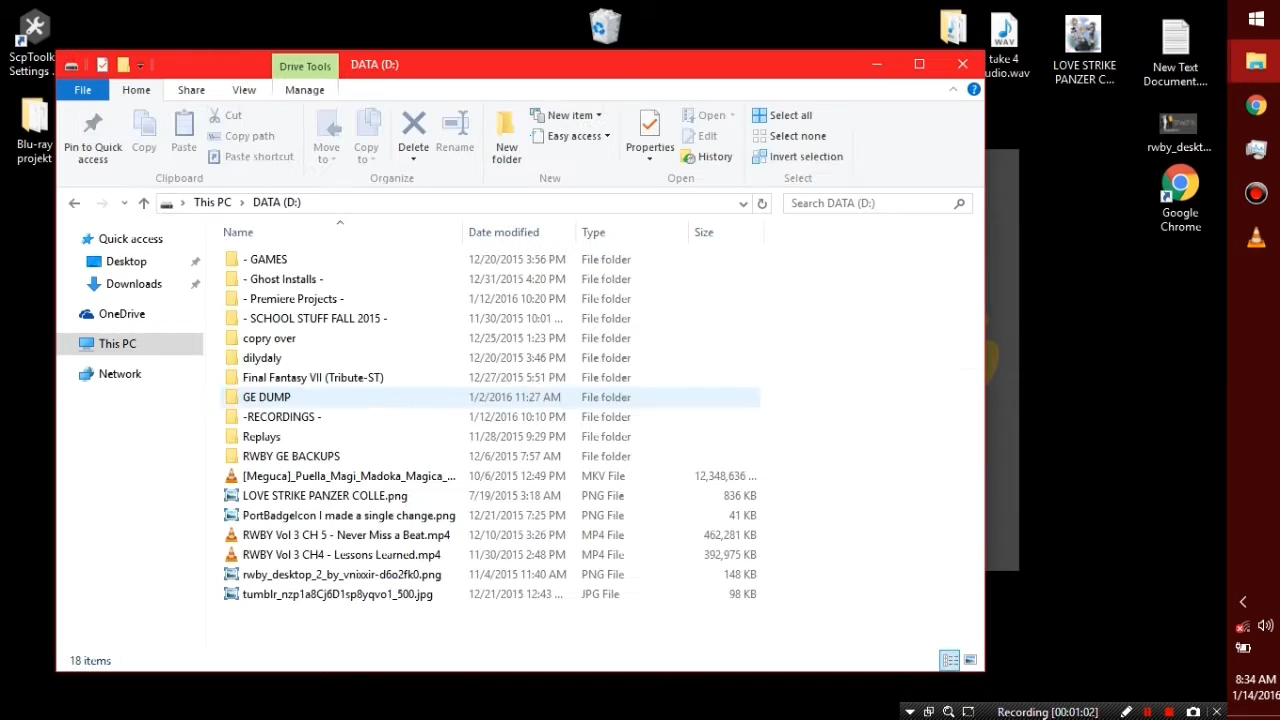 ScpToolk
Settings .
Blu-ray
projekt
DATA (D:)
Drive Tools
File
Home
Share
View
Manage
Pin to Quick
access
Copy
Paste
Cut
Copy path
Paste shortcut
Clipboard
Move
to
Copy
to
Delete
Rename
Organize
New
folder
New item
Easy access
New
Properties
Open
Edit
History
Open
Select all
Select none
Invert selection
Select
This PC
DATA (D:)
Search DATA (D:)
Quick access
Desktop
Downloads
OneDrive
This PC
Network
Name Date modified Type Size
- GAMES 12/20/2015 3:56 PM File folder
- Ghost Installs - 12/31/2015 4:20 PM File folder
- Premiere Projects - 1/12/2016 10:20 PM File folder
- SCHOOL STUFF FALL 2015 - 11/30/2015 10:01 ... File folder
copry over 12/25/2015 1:23 PM File folder
dilydaly 12/20/2015 3:46 PM File folder
Final Fantasy VII (Tribute-ST) 12/27/2015 5:51 PM File folder
GE DUMP 1/2/2016 11:27 AM File folder
-RECORDINGS - 1/12/2016 10:10 PM File folder
Replays 11/28/2015 9:29 PM File folder
RWBY GE BACKUPS 12/6/2015 7:57 AM File folder
[Meguca]_Puella_Magi_Madoka_Magica_... 10/6/2015 12:49 PM MKV File 12,348,636 ...
LOVE STRIKE PANZER COLLE.png 7/19/2015 3:18 AM PNG File 836 KB
PortBadgeIcon I made a single change.png 12/21/2015 7:25 PM PNG File 41 KB
RWBY Vol 3 CH 5 - Never Miss a Beat.mp4 12/10/2015 3:26 PM MP4 File 462,281 KB
RWBY Vol 3 CH4 - Lessons Learned.mp4 11/30/2015 2:48 PM MP4 File 392,975 KB
rwby_desktop_2_by_vnixxir-d6o2fk0.png 11/4/2015 11:40 AM PNG File 148 KB
tumblr_nzp1a8Cj6D1sp8yqvo1_500.jpg 12/21/2015 12:43 ... JPG File 98 KB
18 items
WAV
take 4
udio.wav
LOVE STRIKE
PANZER C...
New Text
Document....
rwby_deskt...
Google
Chrome
8:34 AM
1/14/2016
Recording [00:01:02]